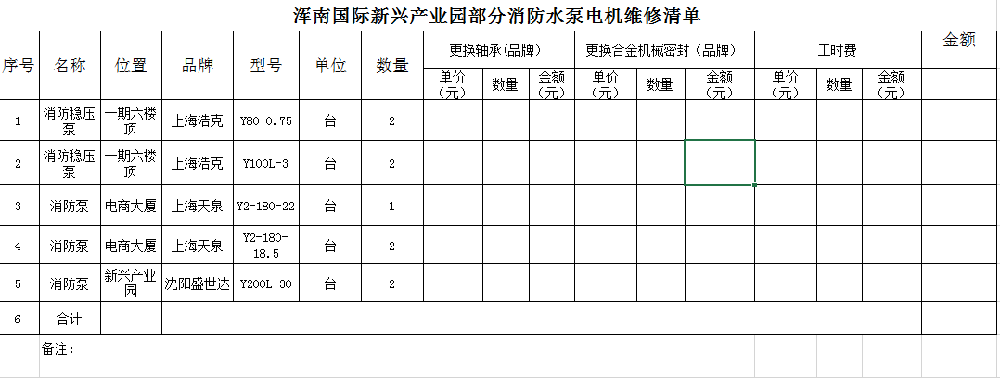 浑南国际新兴产业园部分消防水泵电机维修清单
序号 名称 位置 品牌 型号 单位 数量 更换轴承(品牌) 更换合金机械密封（品牌） 工时费 金额
单价（元） 数量 金额（元） 单价（元） 数量 金额（元） 单价（元） 数量 金额（元）
1 消防稳压泵 一期六楼顶 上海浩克 Y80-0.75 台 2
2 消防稳压泵 一期六楼顶 上海浩克 Y100L-3 台 2
3 消防泵 电商大厦 上海天泉 Y2-180-22 台 1
4 消防泵 电商大厦 上海天泉 Y2-180-18.5 台 2
5 消防泵 新兴产业园 沈阳盛世达 Y200L-30 台 2
6 合计
备注：